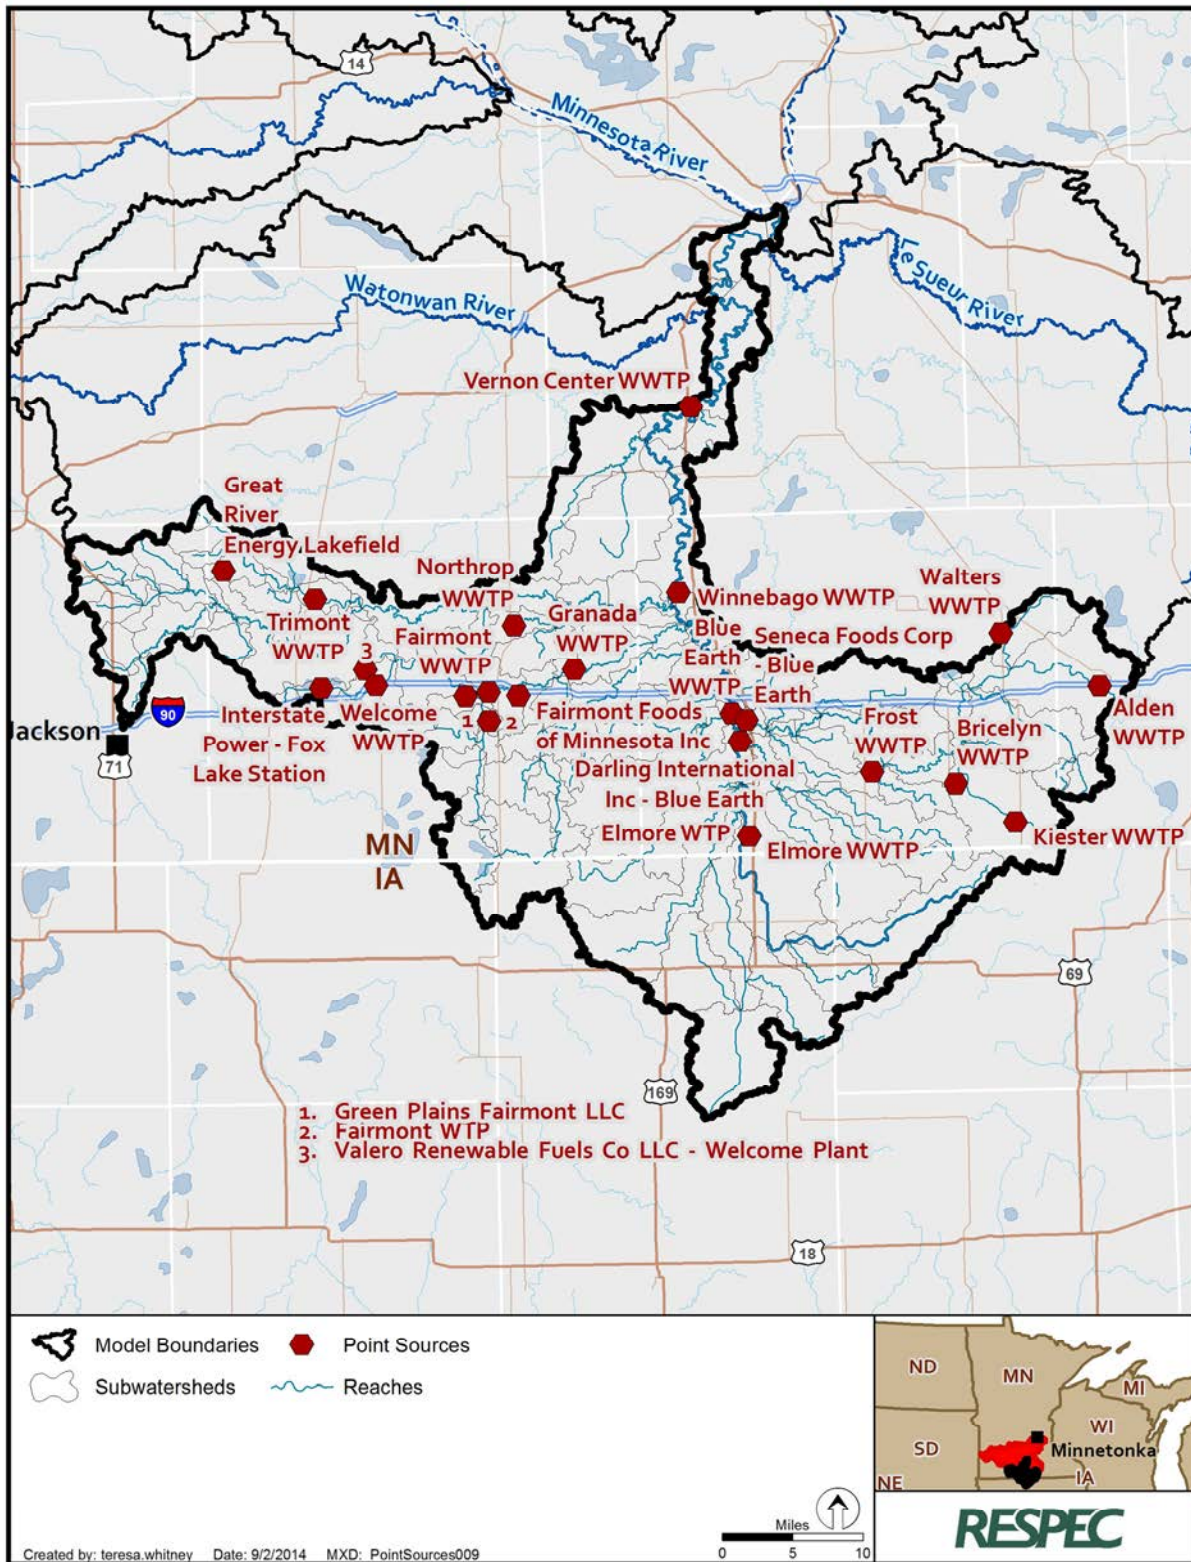 14
Minnesota River
Le Sueur River
Watonwan River
Vernon Center WWTP
Great
River
Energy Lakefield
Northrop
WWTP
Granada
WWTP
Winnebago WWTP
Walters
WWTP
Trimont
WWTP
3
Fairmont
WWTP
Blue
Earth
WWTP
Seneca Foods Corp
- Blue
Earth
90
Jackson
71
Interstate
Power - Fox
Lake Station
Welcome
WWTP
1
2
Fairmont Foods
of Minnesota Inc
Frost
WWTP
Bricelyn
WWTP
Alden
WWTP
Darling International
Inc - Blue Earth
Elmore WTP
Elmore WWTP
Kiester WWTP
MN
IA
69
169
1. Green Plains Fairmont LLC
2. Fairmont WTP
3. Valero Renewable Fuels Co LLC - Welcome Plant
18
Model Boundaries
Point Sources
Subwatersheds
Reaches
Miles
0 5 10
Created by: teresa.whitney Date: 9/2/2014 MXD: PointSources009
ND
MN
MI
WI
SD
Minnetonka
NE
IA
RESPEC